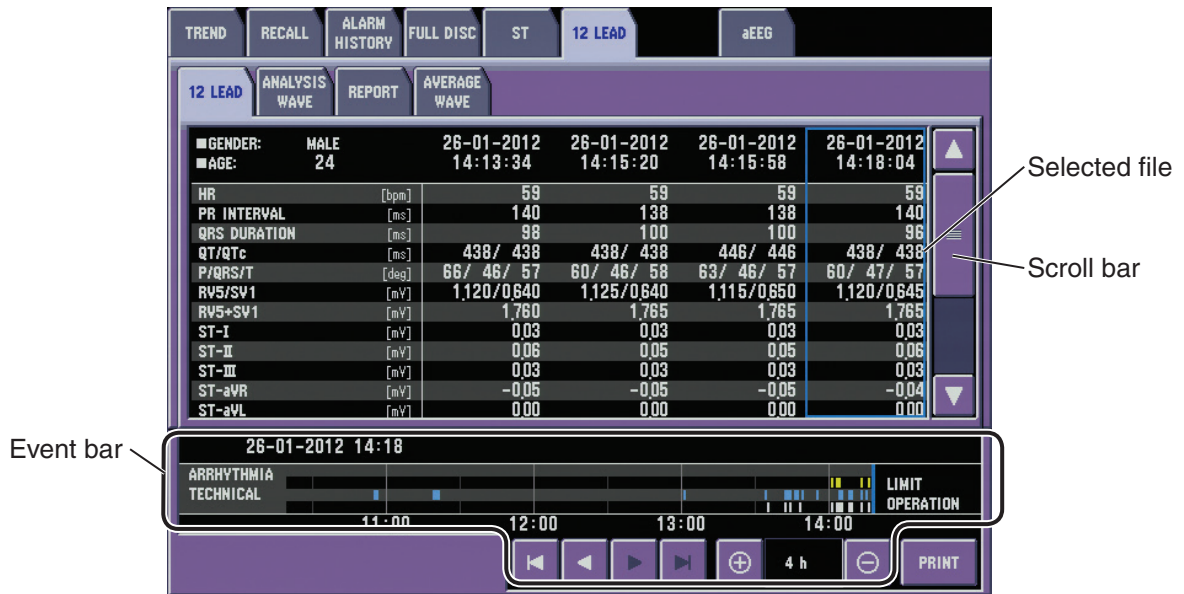 TREND RECALL ALARM HISTORY FULL DISC ST 12 LEAD aEEG
12 LEAD ANALYSIS WAVE REPORT AVERAGE WAVE
■GENDER: MALE 26-01-2012 26-01-2012 26-01-2012 26-01-2012
■AGE: 24 14:13:34 14:15:20 14:15:58 14:18:04
Selected file
HR [bpm] 59 59 59 59
PR INTERVAL [ms] 140 138 138 140
QRS DURATION [ms] 98 100 100 96
QT/QTc [ms] 438/ 438 438/ 438 446/ 446 438/ 438
Scroll bar
P/QRS/T [deg] 66/ 46/ 57 60/ 46/ 58 63/ 46/ 57 60/ 47/ 57
RV5/SV1 [mV] 1.120/0.640 1.125/0.640 1.115/0.650 1.120/0.645
RV5+SV1 [mV] 1.760 1.765 1.765 1.765
ST-I [mV] 0.03 0.03 0.03 0.03
ST-II [mV] 0.06 0.05 0.05 0.06
ST-III [mV] 0.03 0.03 0.03 0.03
ST-aVR [mV] -0.05 -0.05 -0.05 -0.04
ST-aVL [mV] 0.00 0.00 0.00 0.00
Event bar
26-01-2012 14:18
ARRHYTHMIA LIMIT
TECHNICAL OPERATION
11:00 12:00 13:00 14:00
4 h PRINT